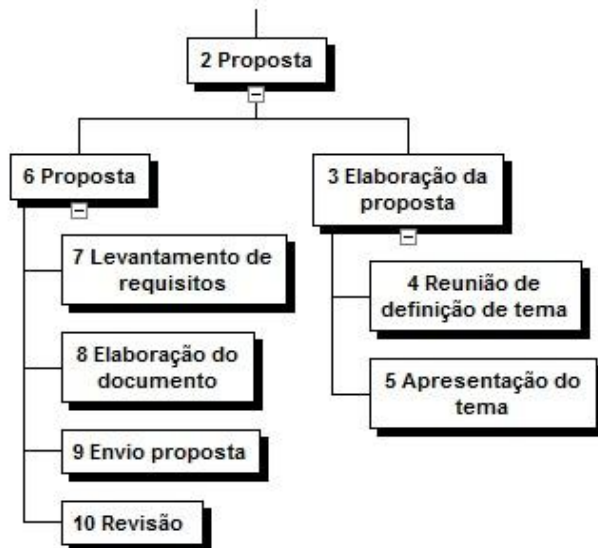 2 Proposta
6 Proposta
7 Levantamento de
requisitos
8 Elaboração do
documento
9 Envio proposta
10 Revisão
3 Elaboração da
proposta
4 Reunião de
definição de tema
5 Apresentação do
tema